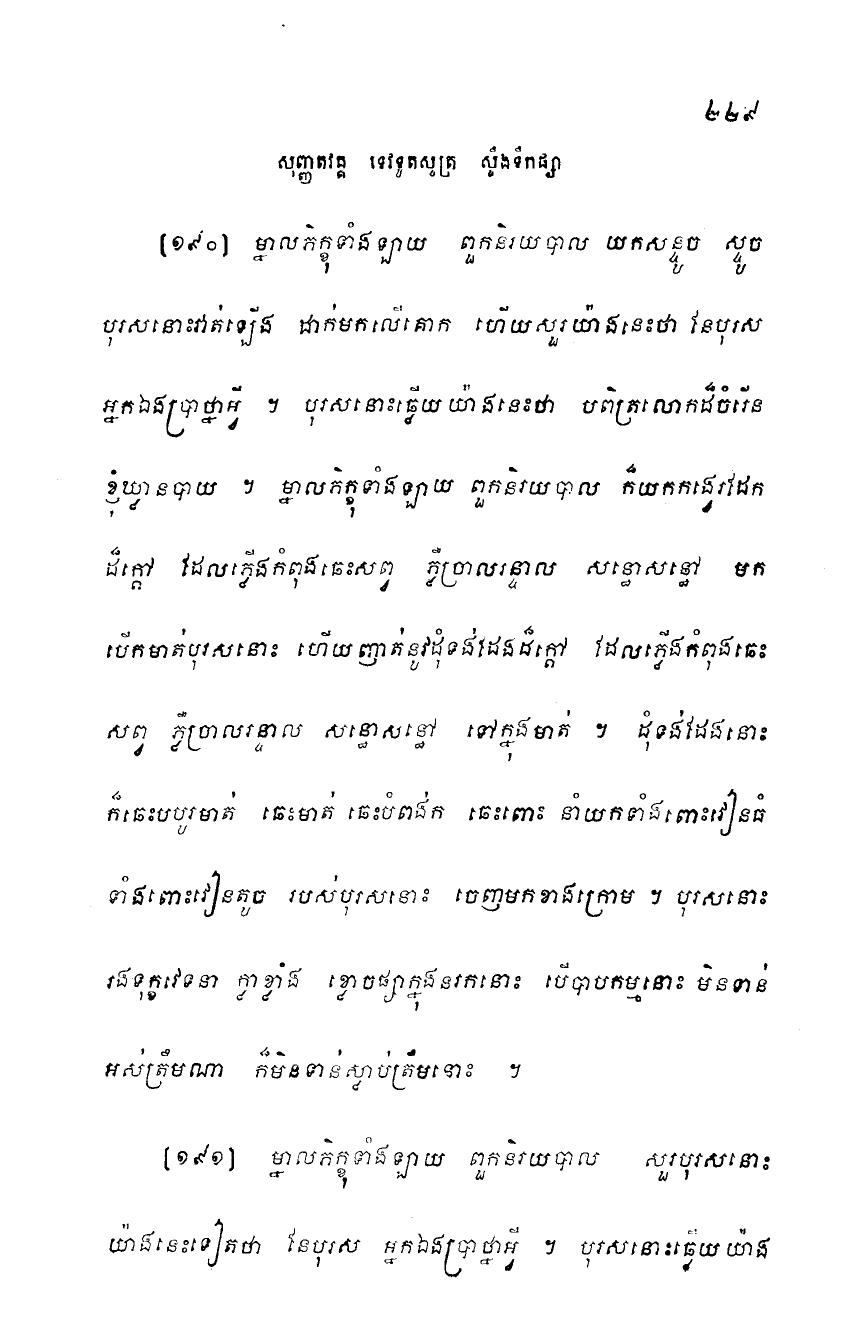 ២២៩
សុញ្ញតវគ្គ ទេវទូតសូត្រ ស្ទឹងទឹកផ្សា
[១៩០] ម្នាលភិក្ខុទាំងឡាយ ពួកនិរយបាល យកសន្ទូច ស្ទូច
បុរសនោះវាត់ឡើង ដាក់មកលើគោក ហើយសួរយ៉ាងនេះថា នែបុរស
អ្នកឯងប្រាថ្នាអ្វី ។ បុរសនោះឆ្លើយយ៉ាងនេះថា បពិត្រលោកដ៏ចំរើន
ខ្ញុំឃ្លានបាយ ។ ម្នាលភិក្ខុទាំងឡាយ ពួកនិរយបាល ក៏យកកង្វេរដែក
ដ៏ក្តៅ ដែលភ្លើងកំពុងឆេះសព្វ ភ្លឺច្រាលរន្ទាល សន្ធោសន្ធៅ មក
បើកមាត់បុរសនោះ ហើយញាត់នូវដុំទង់ដែងដ៏ក្តៅ ដែលភ្លើងកំពុងឆេះ
សព្វ ភ្លឺច្រាលរន្ទាល សន្ធោសន្ធៅ ទៅក្នុងមាត់ ។ ដុំទង់ដែងនោះ
ក៏ឆេះបបូរមាត់ ឆេះមាត់ ឆេះបំពង់ក ឆេះពោះ នាំយកទាំងពោះវៀនធំ
ទាំងពោះវៀនតូច របស់បុរសនោះ ចេញមកខាងក្រោម ។ បុរសនោះ
រងទុក្ខវេទនា ក្លាខ្លាំង ខ្លោចផ្សាក្នុងនរកនោះ បើបាបកម្មនោះ មិនទាន់
អស់ត្រឹមណា ក៏មិនទាន់ស្លាប់ត្រឹមនោះ ។
[១៩១] ម្នាលភិក្ខុទាំងឡាយ ពួកនិរយបាល សួរបុរសនោះ
យ៉ាងនេះទៀតថា នែបុរស អ្នកឯងប្រាថ្នាអ្វី ។ បុរសនោះឆ្លើយយ៉ាង